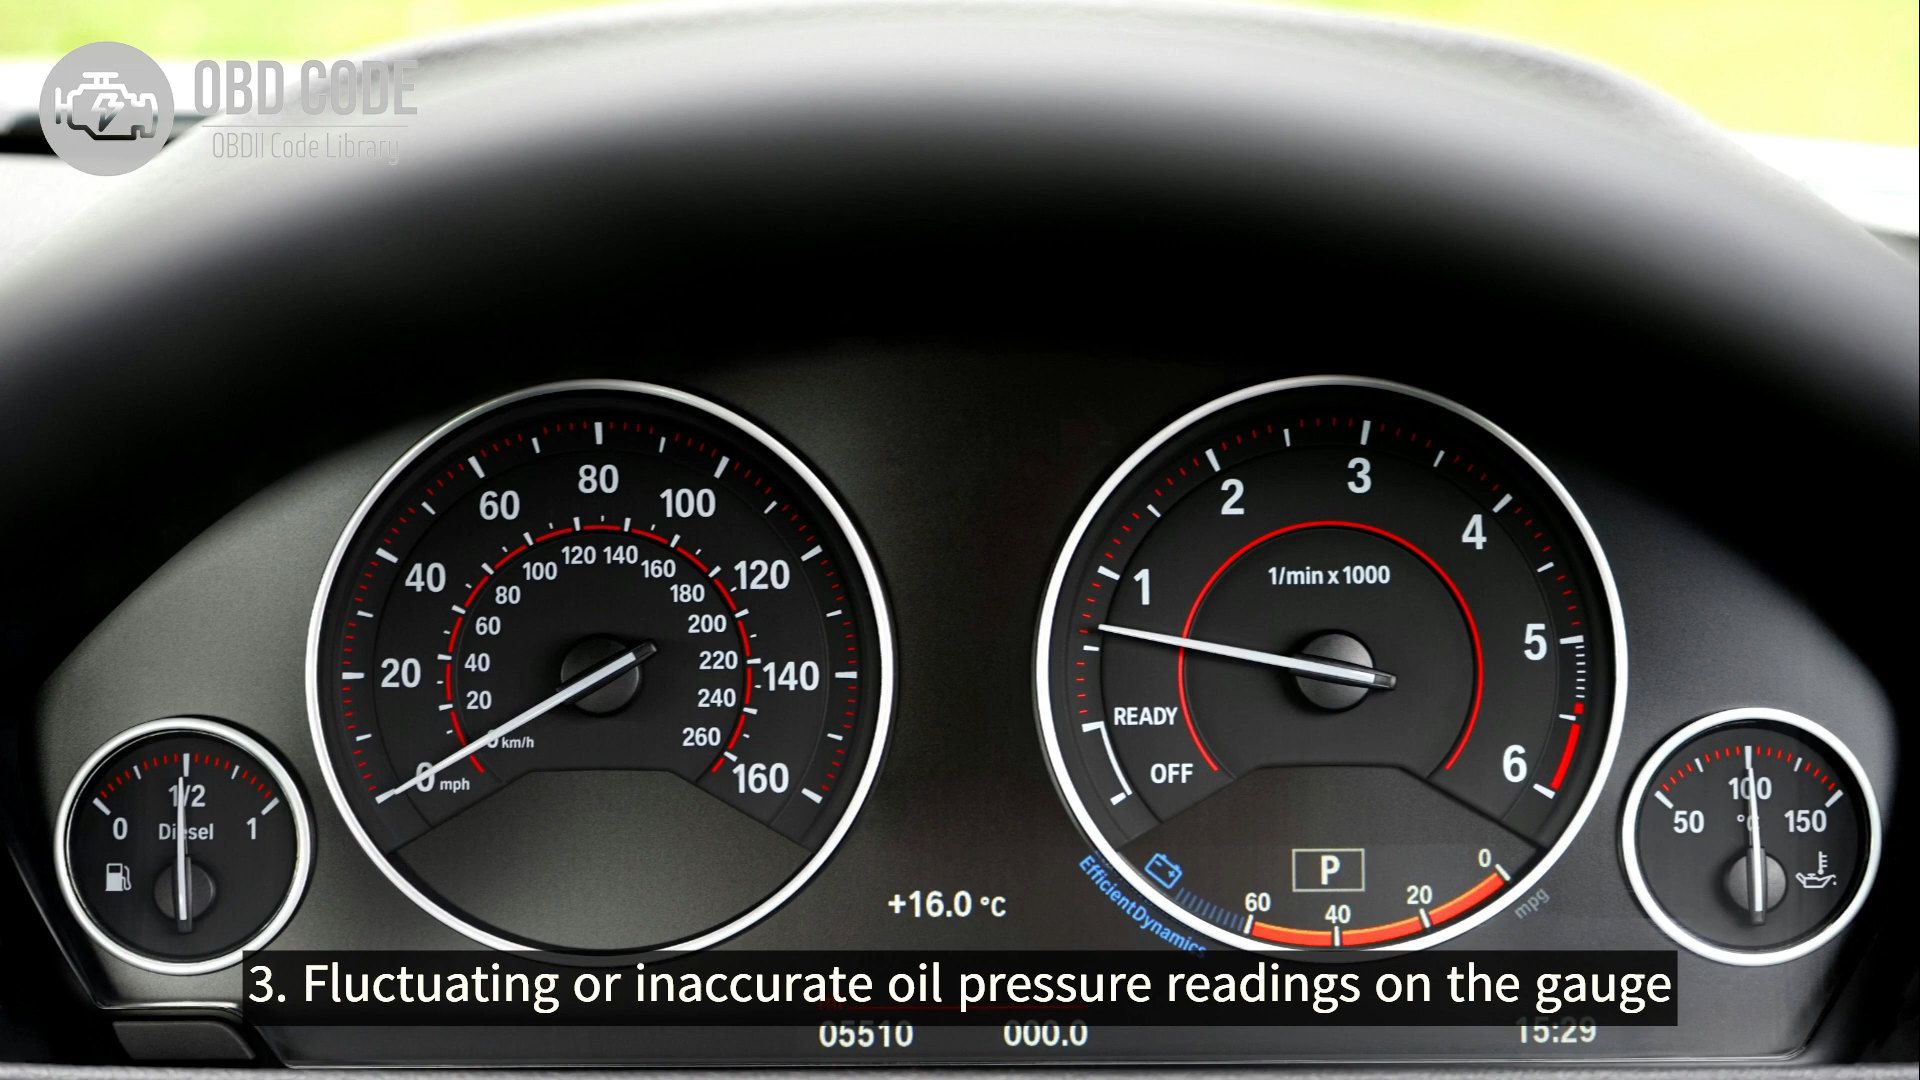 OBD CODE
OBDII Code Library
20
40
60
80
100
120
140
160
0 mph
0 km/h
20
40
60
80
100
120 140
160
180
200
220
240
260
1
2
3
4
5
6
1/min x 1000
READY
OFF
0
1/2
1
Diesel
50
100
150
°C
P
EfficientDynamics
60
40
20
0
mpg
+16.0 °C
3. Fluctuating or inaccurate oil pressure readings on the gauge
05510 000.0 15:29